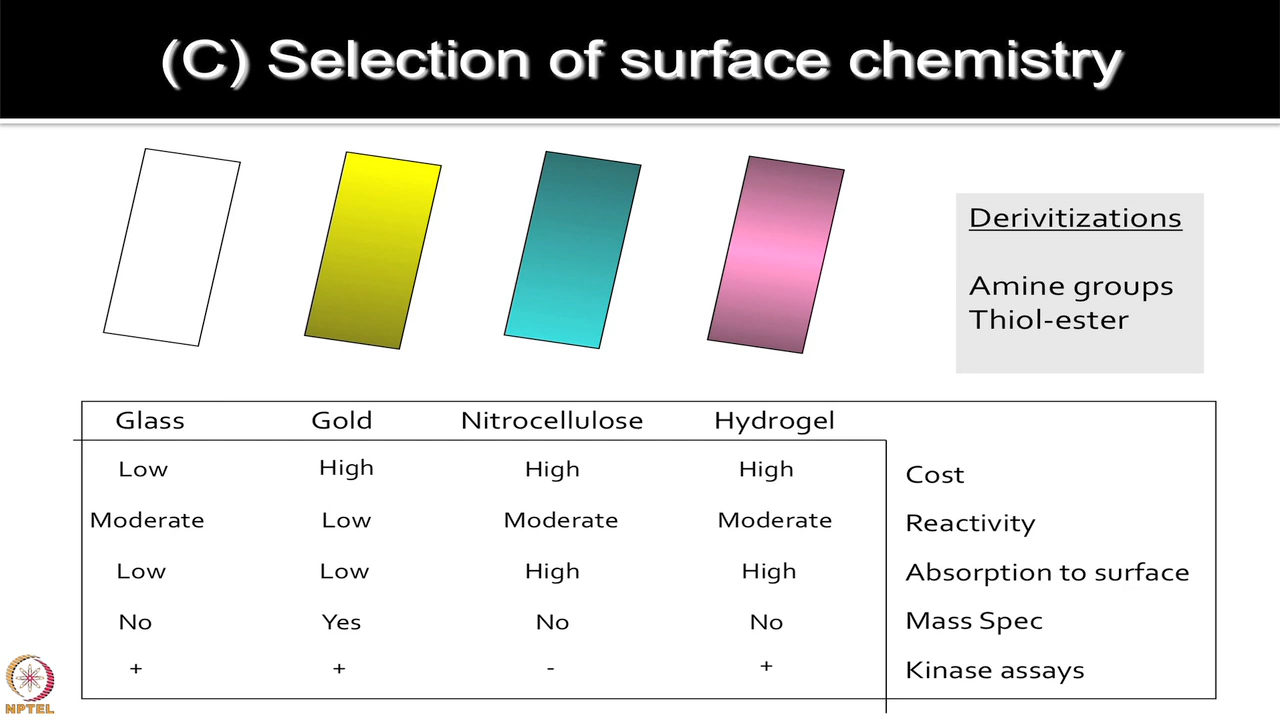 (C) Selection of surface chemistry
Derivitizations
Amine groups
Thiol-ester
Glass Gold Nitrocellulose Hydrogel
Low High High High Cost
Moderate Low Moderate Moderate Reactivity
Low Low High High Absorption to surface
No Yes No No Mass Spec
+ + - + Kinase assays
NPTEL